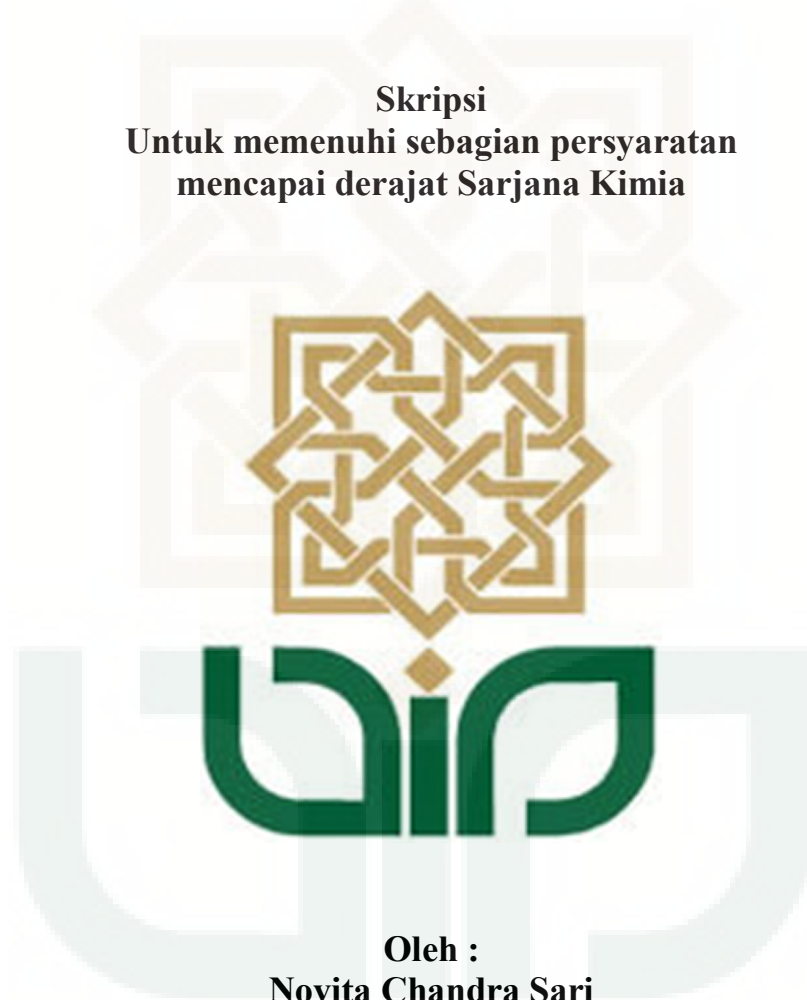 Skripsi
Untuk memenuhi sebagian persyaratan
mencapai derajat Sarjana Kimia
Oleh :
Novita Chandra Sari